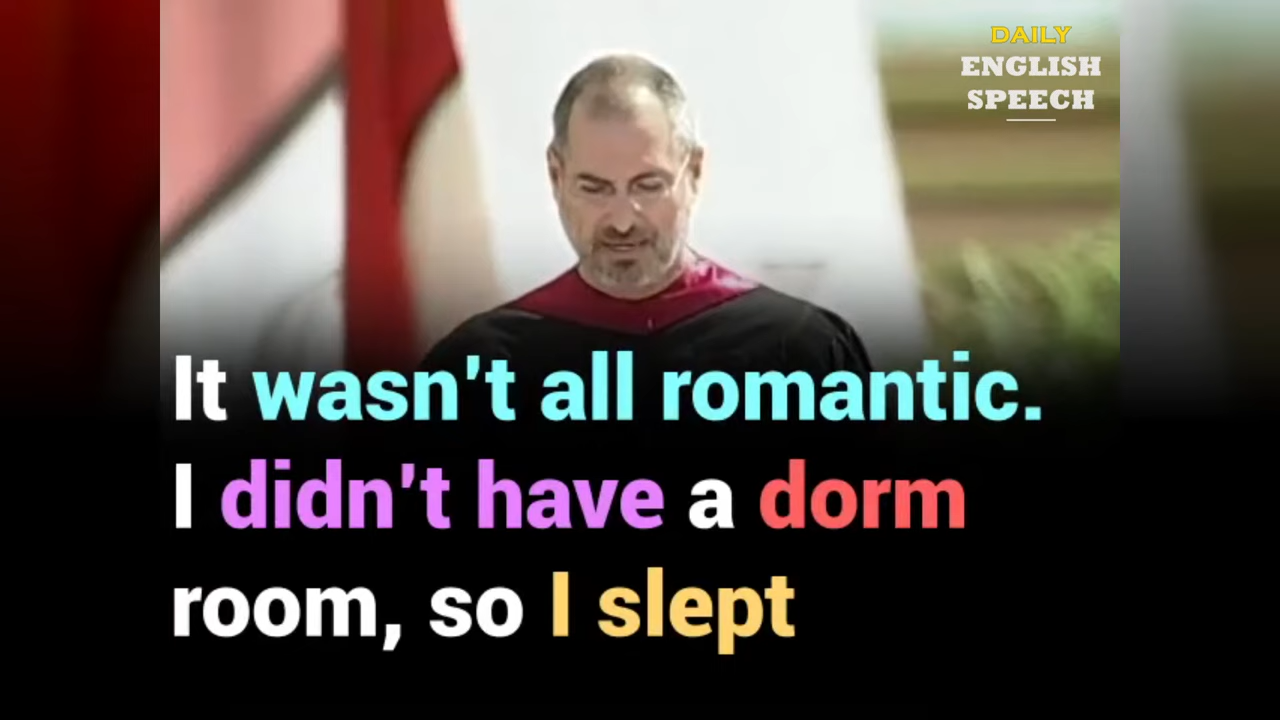 DAILY
ENGLISH
SPEECH
It wasn't all romantic.
I didn't have a dorm
room, so I slept